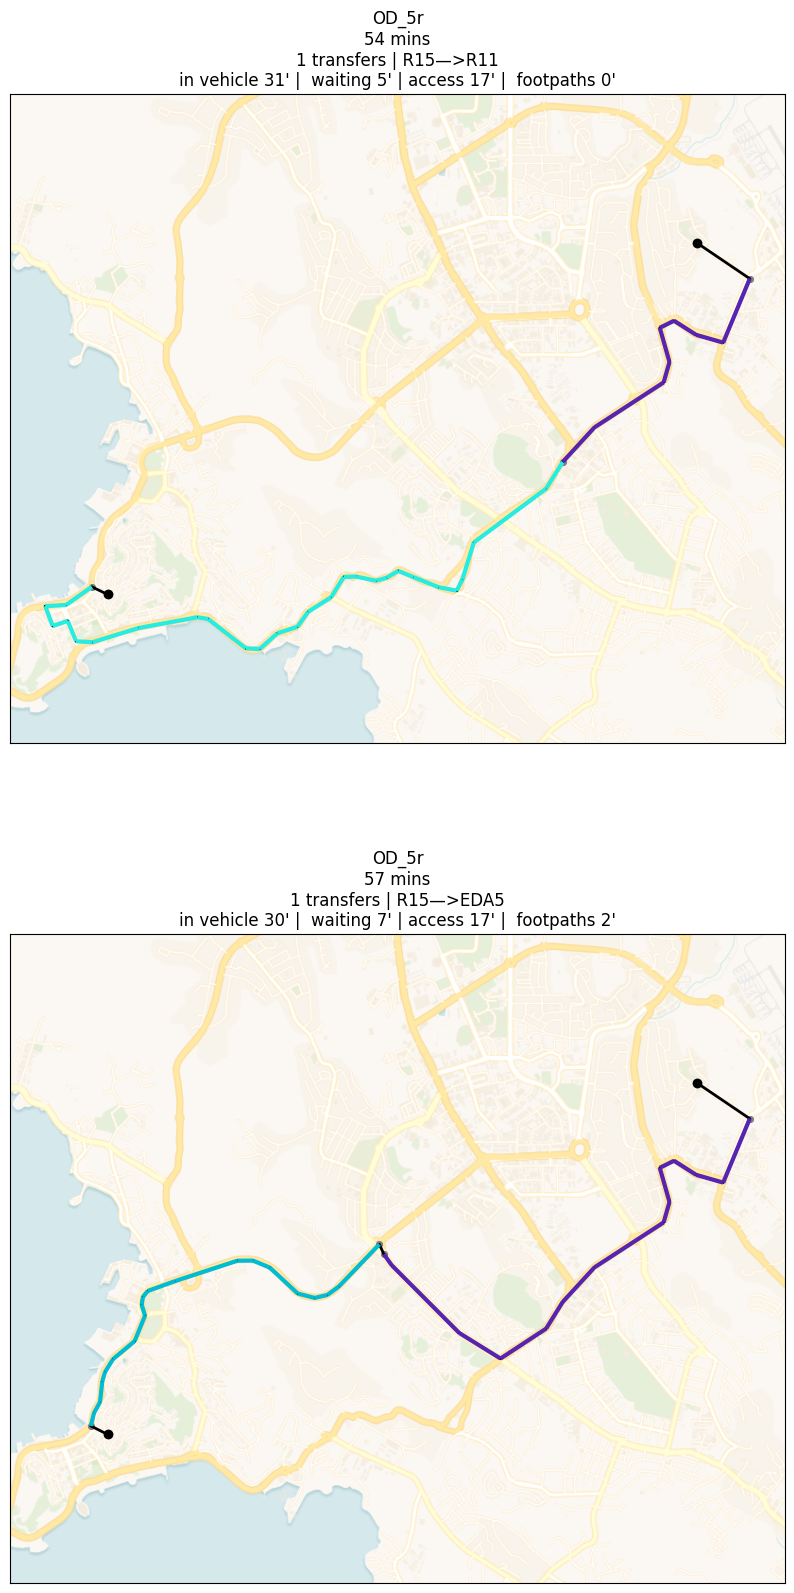 OD_5r
54 mins
1 transfers | R15—>R11
in vehicle 31' |  waiting 5' | access 17' |  footpaths 0'
OD_5r
57 mins
1 transfers | R15—>EDA5
in vehicle 30' |  waiting 7' | access 17' |  footpaths 2'